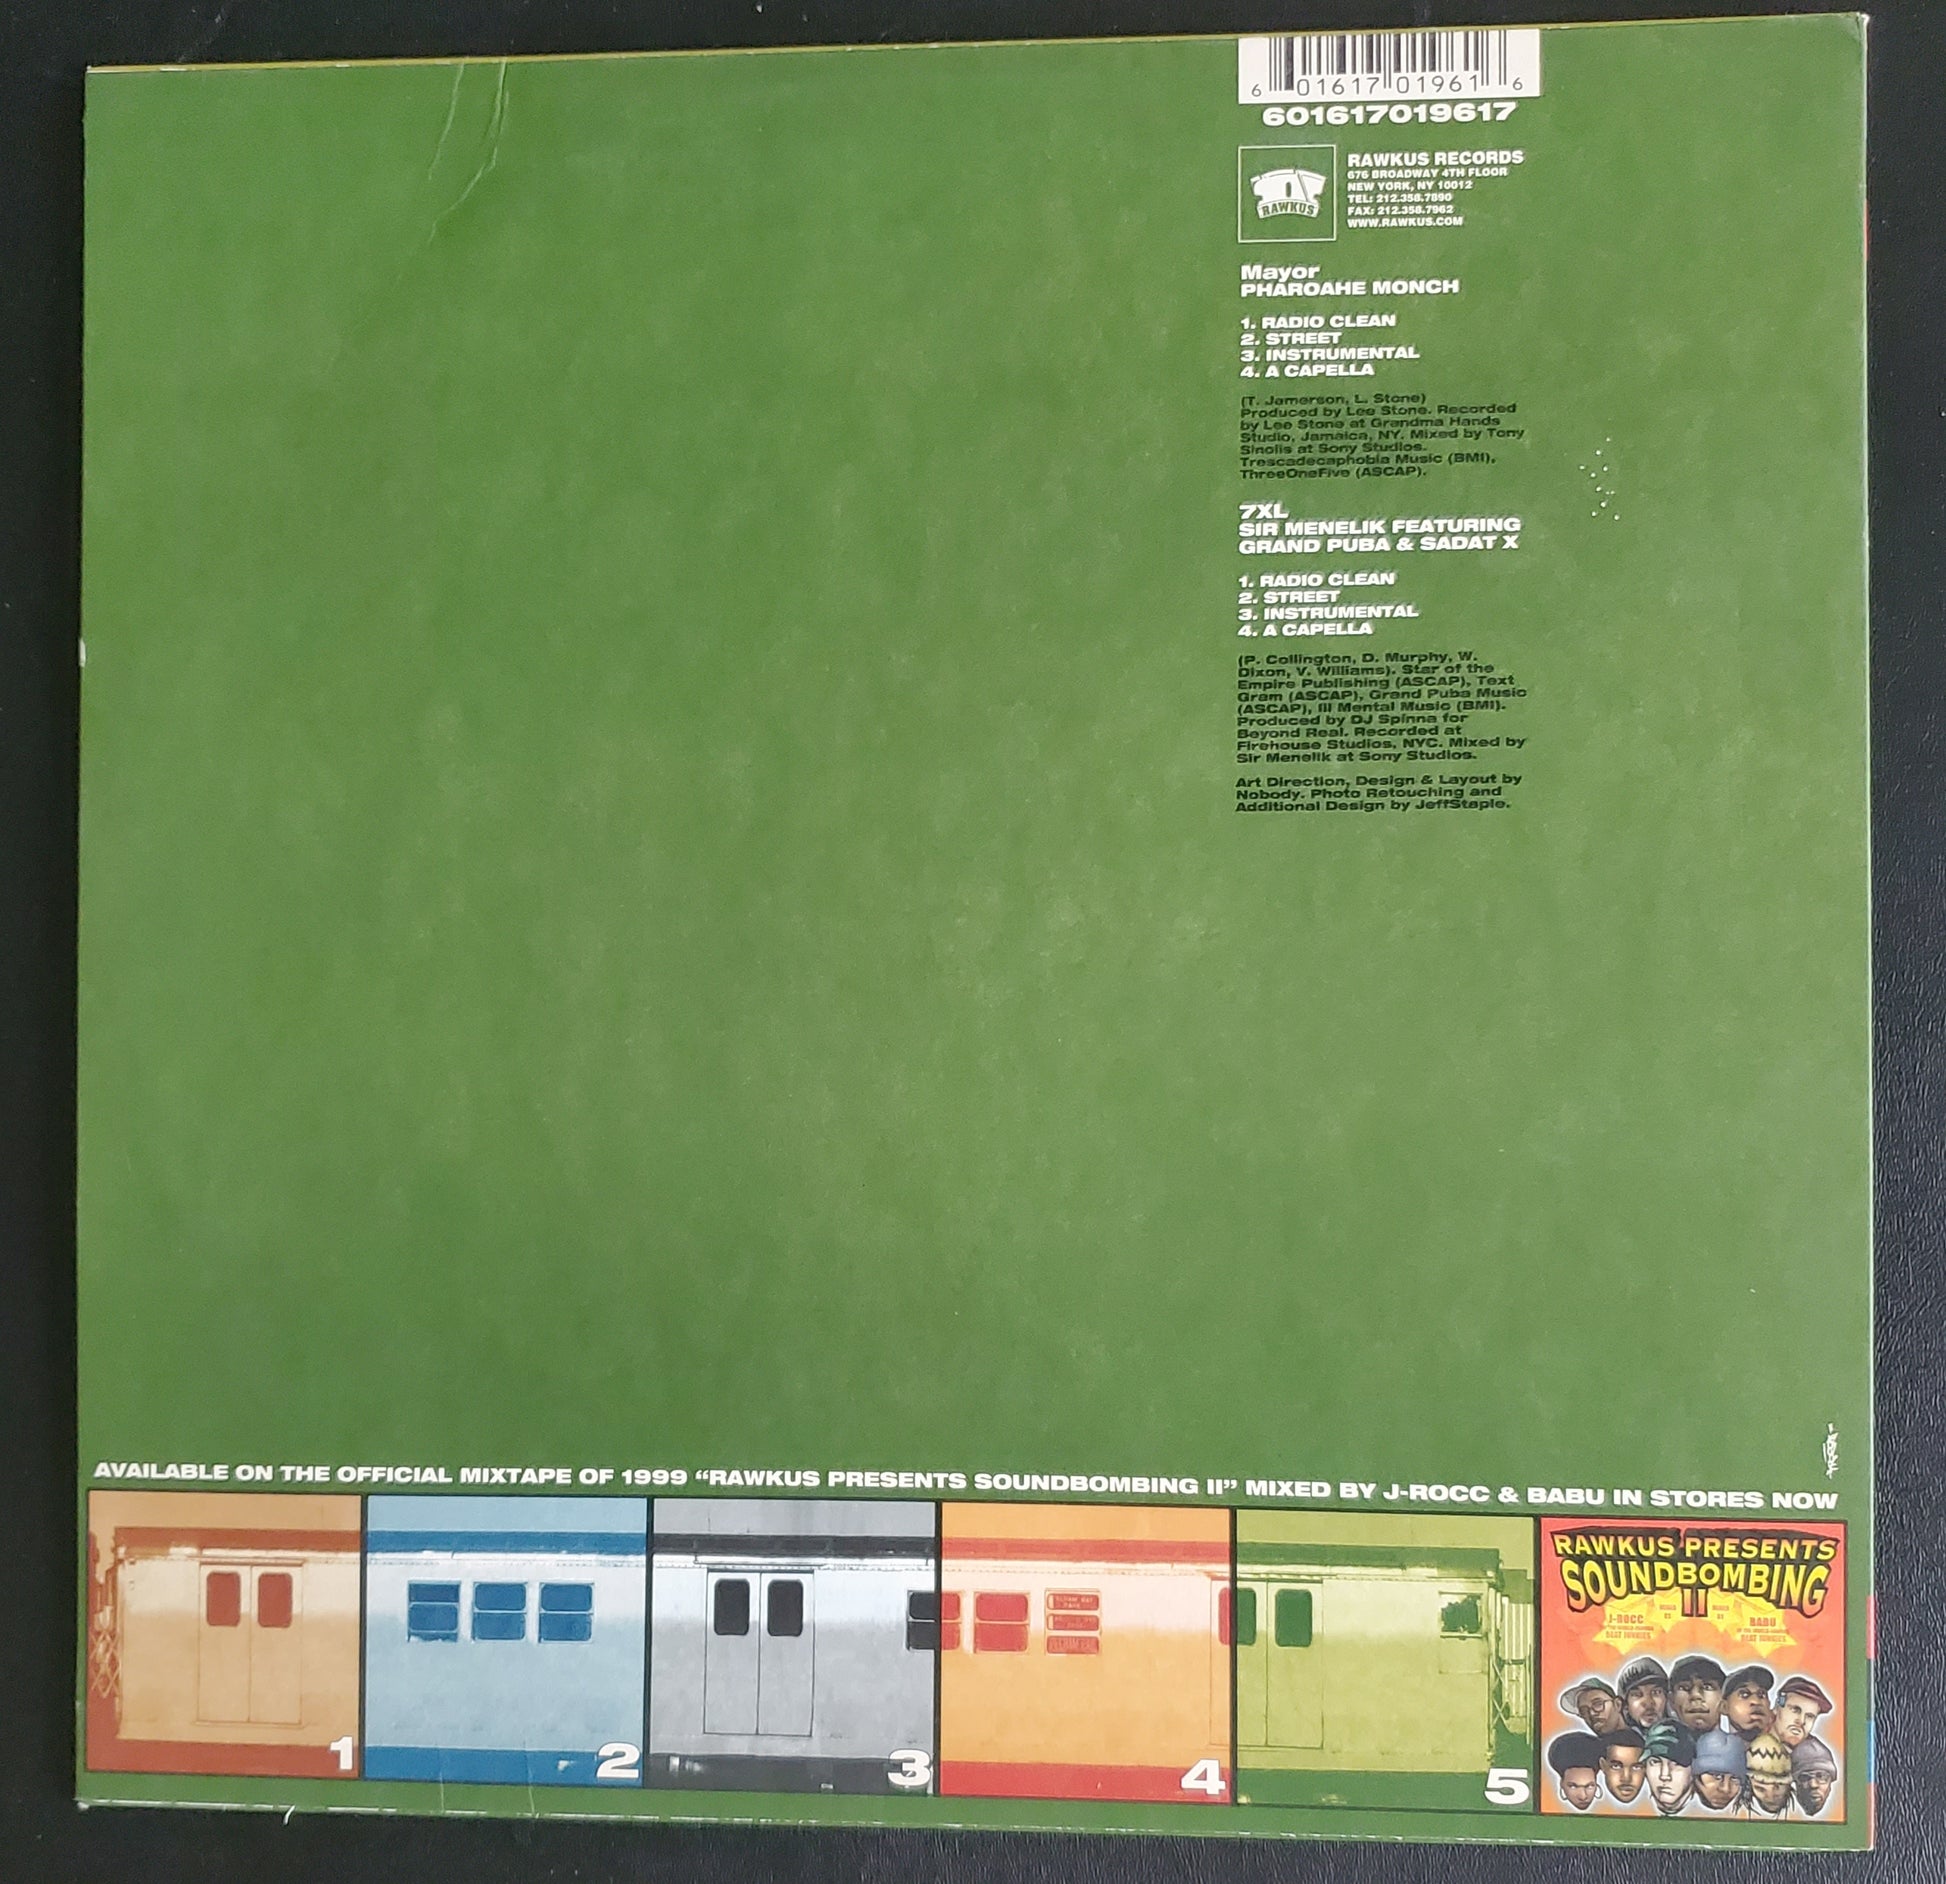 6 01617 01961 6
601617019617
RAWKUS
RAWKUS RECORDS
676 BROADWAY 4TH FLOOR
NEW YORK, NY 10012
TEL: 212.358.7890
FAX: 212.358.7962
WWW.RAWKUS.COM
Mayor
PHAROAHE MONCH
1. RADIO CLEAN
2. STREET
3. INSTRUMENTAL
4. A CAPELLA
(T. Jamerson, L. Stone)
Produced by Lee Stone. Recorded
by Lee Stone at Grandma Hands
Studio, Jamaica, NY. Mixed by Tony
Sinolis at Sony Studios.
Trescadecaphobia Music (BMI),
ThreeOneFive (ASCAP).
7XL
SIR MENELIK FEATURING
GRAND PUBA & SADAT X
1. RADIO CLEAN
2. STREET
3. INSTRUMENTAL
4. A CAPELLA
(P. Collington, D. Murphy, W.
Dixon, V. Williams). Star of the
Empire Publishing (ASCAP), Text
Gram (ASCAP), Grand Puba Music
(ASCAP), Ill Mental Music (BMI).
Produced by DJ Spinna for
Beyond Real. Recorded at
Firehouse Studios, NYC. Mixed by
Sir Menelik at Sony Studios.
Art Direction, Design & Layout by
Nobody. Photo Retouching and
Additional Design by JeffStaple.
AVAILABLE ON THE OFFICIAL MIXTAPE OF 1999 “RAWKUS PRESENTS SOUNDBOMBING II” MIXED BY J-ROCC & BABU IN STORES NOW
1
2
3
4
5
RAWKUS PRESENTS
SOUNDBOMBING
II
MIXED BY
J-ROCC
BEAT JUNKIES
MIXED BY
BABU
BEAT JUNKIES